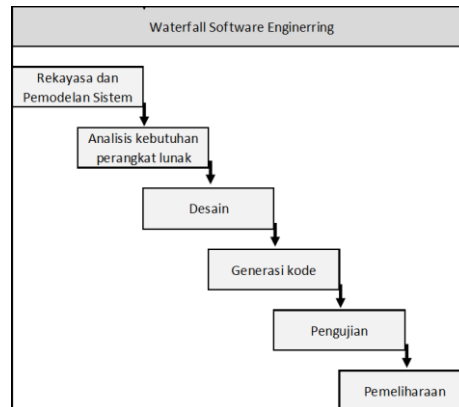 Waterfall Software Enginerring
Rekayasa dan
Pemodelan Sistem
Analisis kebutuhan
perangkat lunak
Desain
Generasi kode
Pengujian
Pemeliharaan